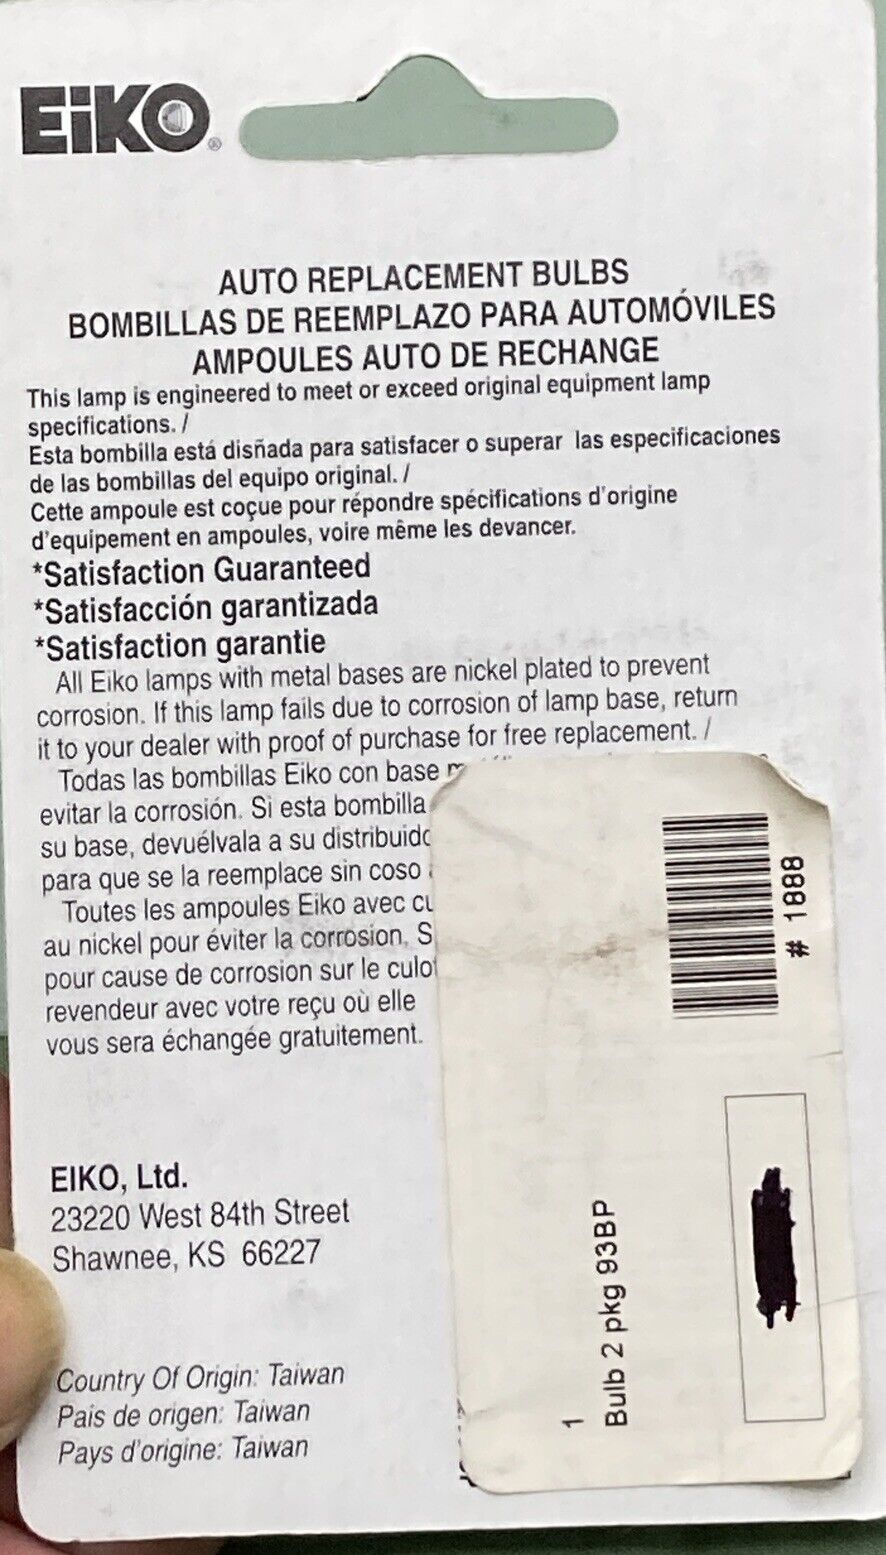 EiKO®
AUTO REPLACEMENT BULBS
BOMBILLAS DE REEMPLAZO PARA AUTOMÓVILES
AMPOULES AUTO DE RECHANGE
This lamp is engineered to meet or exceed original equipment lamp
specifications. /
Esta bombilla está disñada para satisfacer o superar las especificaciones
de las bombillas del equipo original. /
Cette ampoule est coçue pour répondre spécifications d'origine
d'equipement en ampoules, voire même les devancer.
*Satisfaction Guaranteed
*Satisfacción garantizada
*Satisfaction garantie
All Eiko lamps with metal bases are nickel plated to prevent
corrosion. If this lamp fails due to corrosion of lamp base, return
it to your dealer with proof of purchase for free replacement. /
Todas las bombillas Eiko con base
evitar la corrosión. Si esta bombilla
su base, devuélvala a su
para que se la reemplace sin coso
Toutes les ampoules Eiko avec
au nickel pour éviter la corrosion.
pour cause de corrosion sur le
revendeur avec votre reçu où elle
vous sera échangée gratuitement.
EIKO, Ltd.
23220 West 84th Street
Shawnee, KS 66227
Country Of Origin: Taiwan
Pais de origen: Taiwan
Pays d'origine: Taiwan
# 1888
1
Bulb 2 pkg 93BP